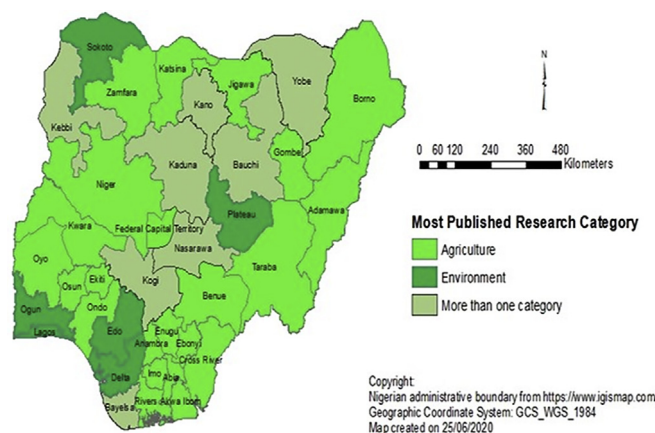 Sokoto
Katsina
Zamfara
Jigawa
Yobe
Kano
Borno
Kebbi
Kaduna
Bauchi
Gombe
Niger
Plateau
Adamawa
Kwara
Federal Capital Territory
Nasarawa
Oyo
Taraba
Ekiti
Kogi
Osun
Benue
Ondo
Ogun
Edo
Lagos
Enugu
Anambra
Ebony
Cross River
Imo
Abia
Delta
Bayelsa
Rivers
Akwa Ibom
N
0 60 120 240 360 480
Kilometers
Most Published Research Category
Agriculture
Environment
More than one category
Copyright:
Nigerian administrative boundary from https://www.igismap.com
Geographic Coordinate System: GCS_WGS_1984
Map created on 25/06/2020